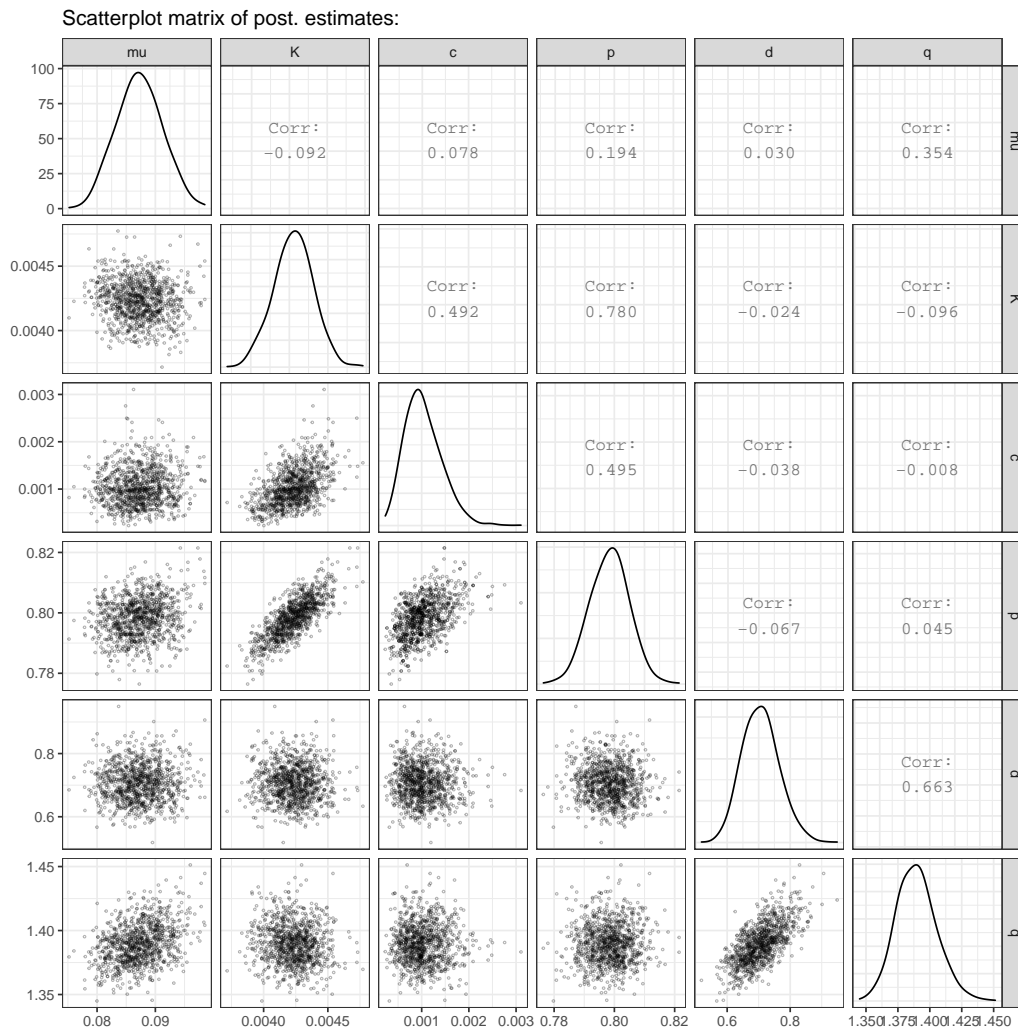 Scatterplot matrix of post. estimates:
mu K c p d q
100
75
50
25
0
Corr: Corr: Corr: Corr: Corr:
-0.092 0.078 0.194 0.030 0.354
mu
0.0045
0.0040
Corr: Corr: Corr: Corr:
0.492 0.780 -0.024 -0.096
K
0.003
0.002
0.001
Corr: Corr: Corr:
0.495 -0.038 -0.008
c
0.82
0.80
0.78
Corr: Corr:
-0.067 0.045
p
0.8
0.6
Corr:
0.663
d
1.45
1.40
1.35
q
0.08 0.09 0.0040 0.0045 0.001 0.002 0.003 0.78 0.80 0.82 0.6 0.8 1.350 1.375 1.400 1.425 1.450